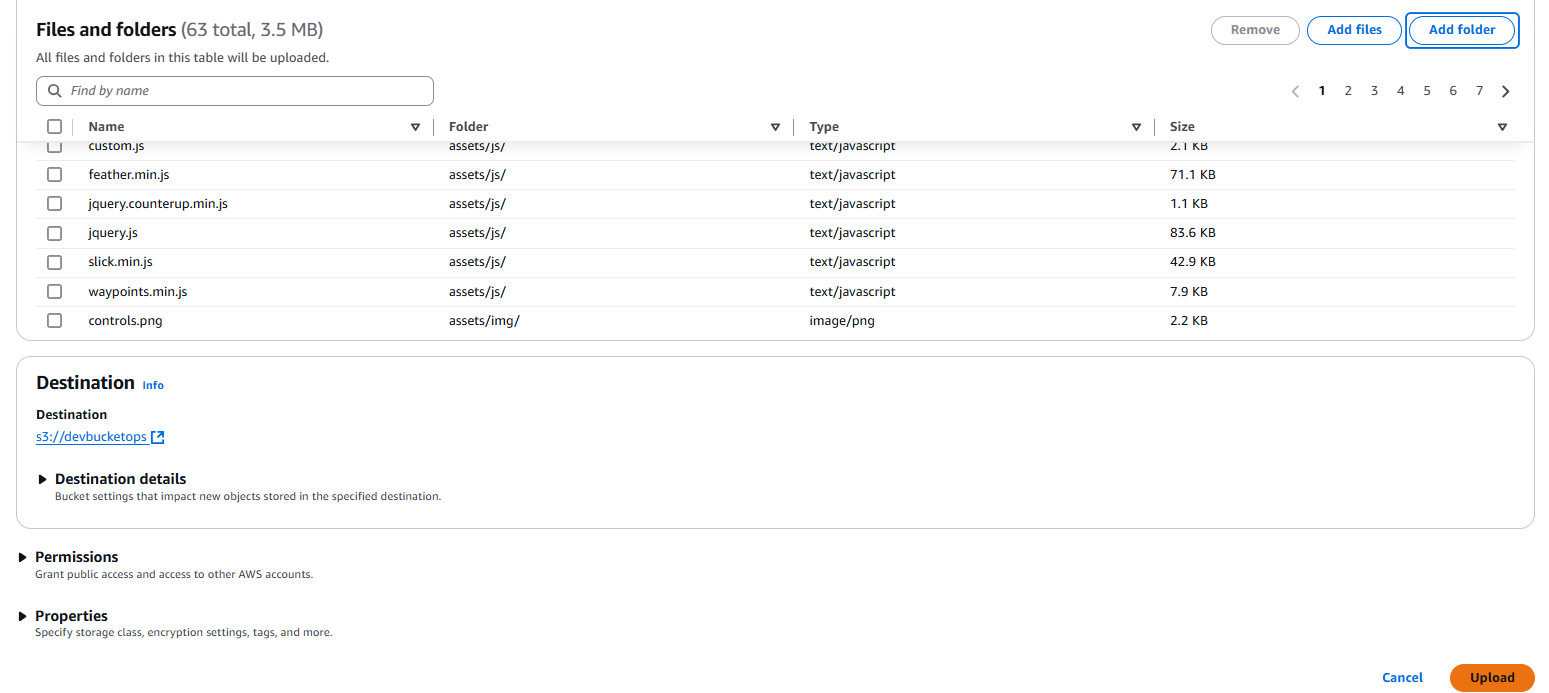 Files and folders (63 total, 3.5 MB)
Remove Add files Add folder
All files and folders in this table will be uploaded.
Find by name
1 2 3 4 5 6 7
Name Folder Type Size
custom.js assets/js/ text/javascript 2.1 KB
feather.min.js assets/js/ text/javascript 71.1 KB
jquery.counterup.min.js assets/js/ text/javascript 1.1 KB
jquery.js assets/js/ text/javascript 83.6 KB
slick.min.js assets/js/ text/javascript 42.9 KB
waypoints.min.js assets/js/ text/javascript 7.9 KB
controls.png assets/img/ image/png 2.2 KB
Destination Info
Destination
s3://devbucketops
Destination details
Bucket settings that impact new objects stored in the specified destination.
Permissions
Grant public access and access to other AWS accounts.
Properties
Specify storage class, encryption settings, tags, and more.
Cancel Upload